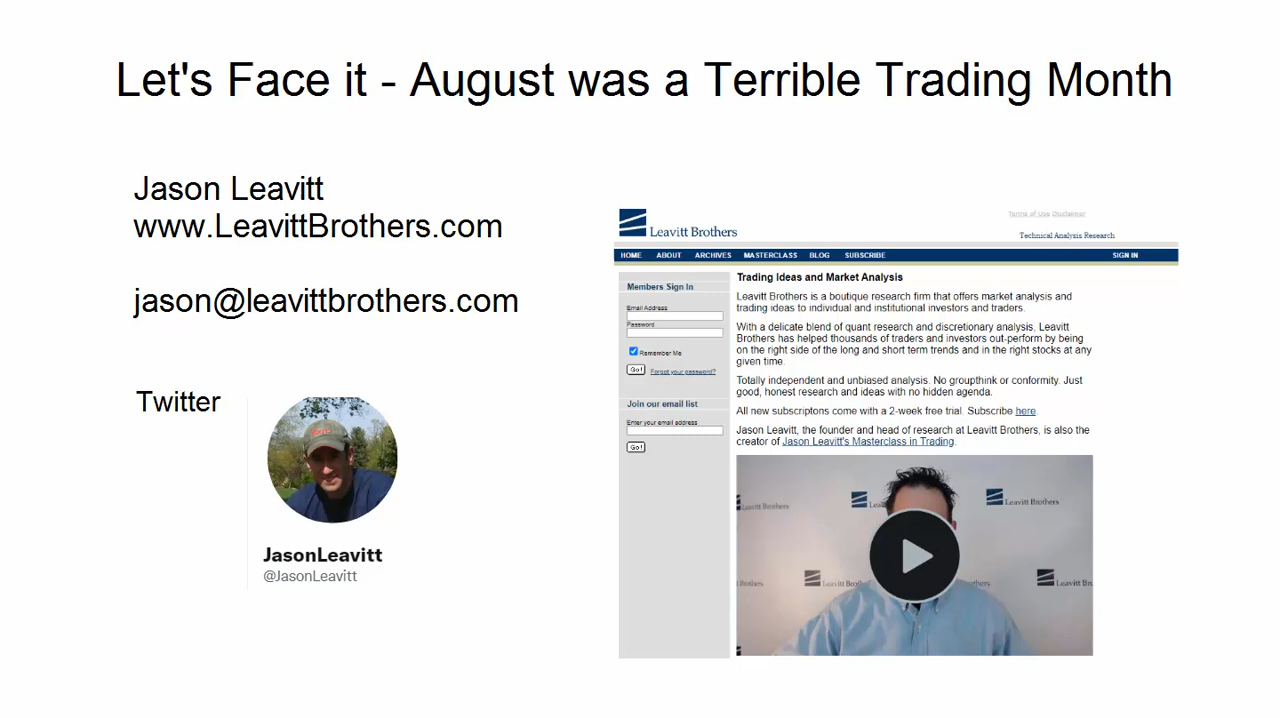 Let's Face it - August was a Terrible Trading Month
Jason Leavitt
www.LeavittBrothers.com
jason@leavittbrothers.com
Twitter
JasonLeavitt
@JasonLeavitt
Leavitt Brothers
Terms of Use Disclaimer
Technical Analysis Research
HOME ABOUT ARCHIVES MASTERCLASS BLOG SUBSCRIBE SIGN IN
Members Sign In
Email Address
Password
Remember Me
Go! Forgot your password?
Join our email list
Enter your email address
Go!
Trading Ideas and Market Analysis
Leavitt Brothers is a boutique research firm that offers market analysis and
trading ideas to individual and institutional investors and traders.
With a delicate blend of quant research and discretionary analysis, Leavitt
Brothers has helped thousands of traders and investors out-perform by being
on the right side of the long and short term trends and in the right stocks at any
given time.
Totally independent and unbiased analysis. No groupthink or conformity. Just
good, honest research and ideas with no hidden agenda.
All new subscriptons come with a 2-week free trial. Subscribe here.
Jason Leavitt, the founder and head of research at Leavitt Brothers, is also the
creator of Jason Leavitt's Masterclass in Trading.
Leavitt Brothers
Leavitt Brothers